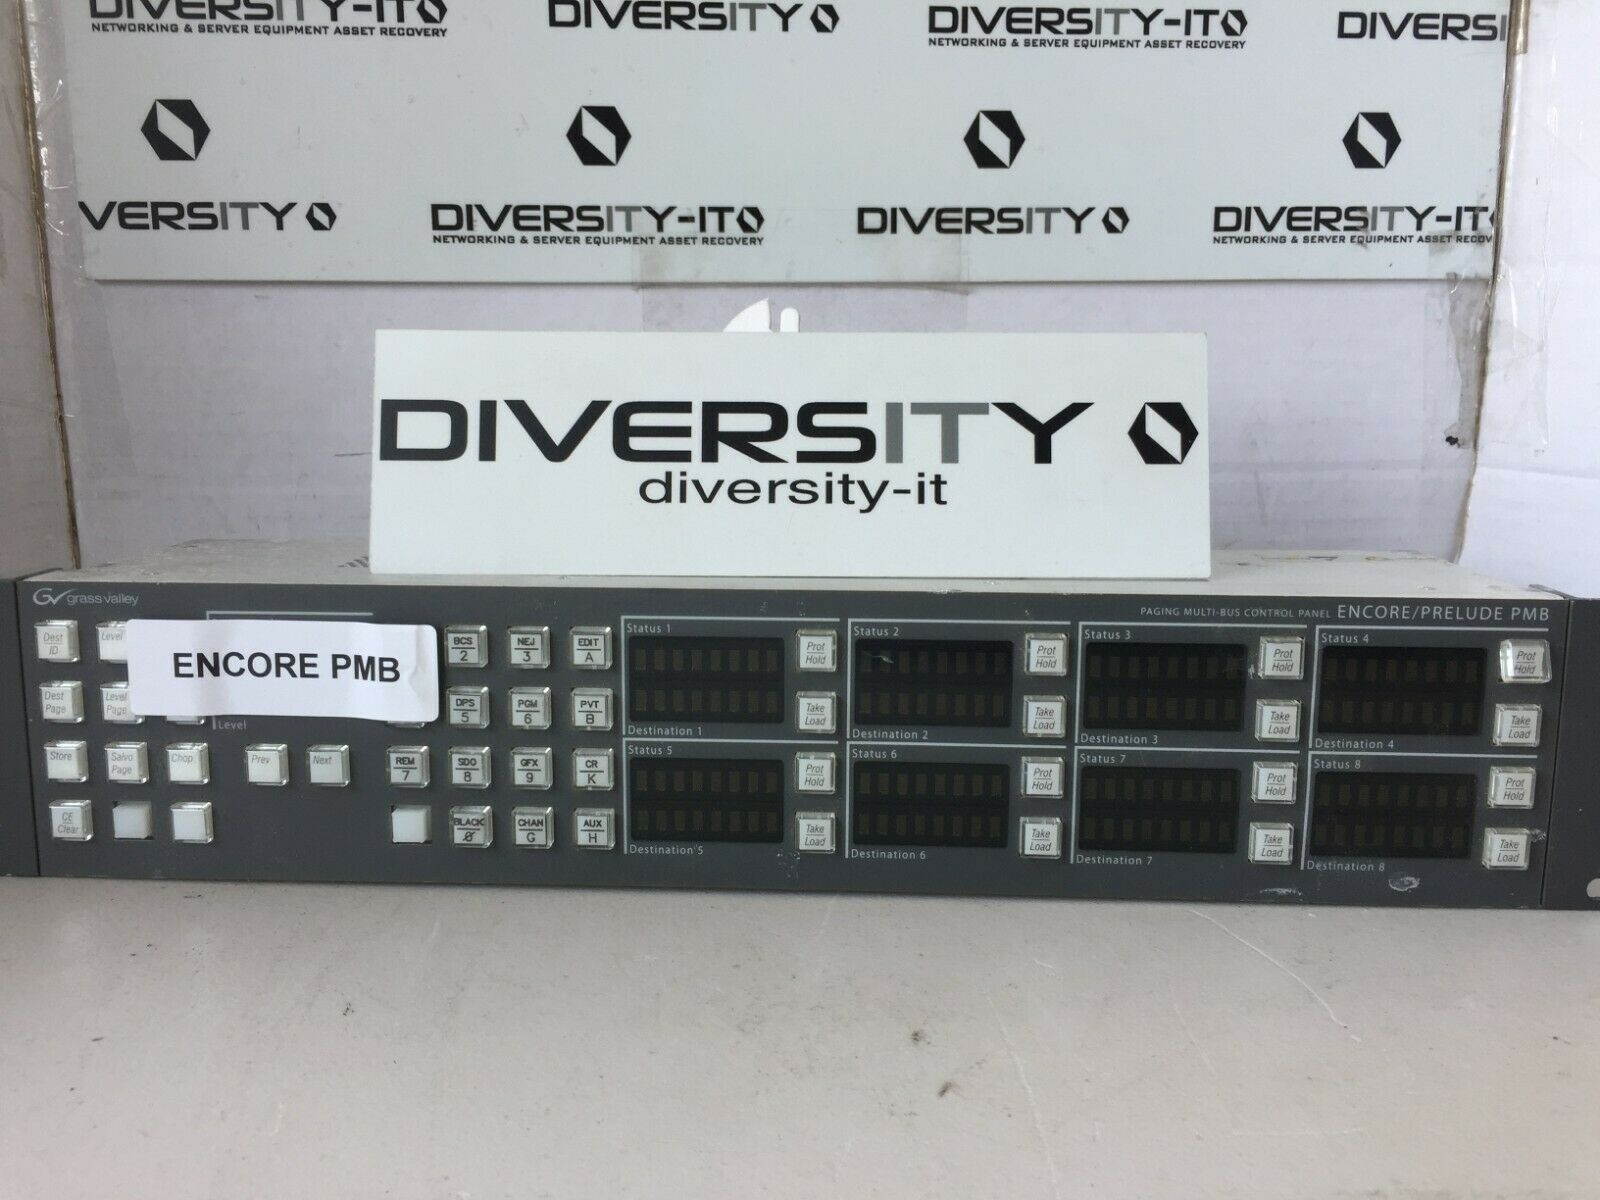 DIVERSITY-IT
NETWORKING & SERVER EQUIPMENT ASSET RECOVERY
DIVERSITY
DIVERSITY-IT
NETWORKING & SERVER EQUIPMENT ASSET RECOVERY
DIVERSI
VERSITY
DIVERSITY-IT
NETWORKING & SERVER EQUIPMENT ASSET RECOVERY
DIVERSITY
DIVERSITY-IT
NETWORKING & SERVER EQUIPMENT ASSET RECOV
DIVERSITY
diversity-it
GV grass valley
PAGING MULTI-BUS CONTROL PANEL ENCORE/PRELUDE PMB
ENCORE PMB
Dest ID
Level
BCS 2
NEJ 3
EDIT A
Dest Page
Level Page
Level
DPS 5
PGM 6
PVT B
Store
Salvo Page
Chop
Prev
Next
REM 7
SDG 8
GFX 9
CR K
CE Clear
BLACK 0
CHAN G
AUX H
Status 1
Prot Hold
Take Load
Destination 1
Status 2
Prot Hold
Take Load
Destination 2
Status 3
Prot Hold
Take Load
Destination 3
Status 4
Prot Hold
Take Load
Destination 4
Status 5
Prot Hold
Take Load
Destination 5
Status 6
Prot Hold
Take Load
Destination 6
Status 7
Prot Hold
Take Load
Destination 7
Status 8
Prot Hold
Take Load
Destination 8